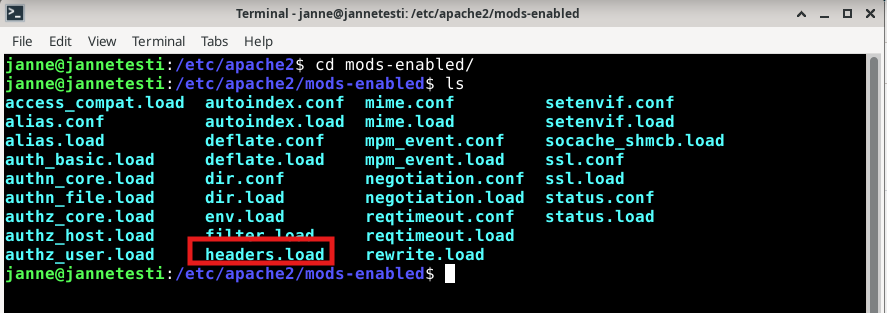 Terminal - janne@jannetesti: /etc/apache2/mods-enabled
File Edit View Terminal Tabs Help
janne@jannetesti:/etc/apache2$ cd mods-enabled/
janne@jannetesti:/etc/apache2/mods-enabled$ ls
access_compat.load autoindex.conf mime.conf setenvif.conf
alias.conf autoindex.load mime.load setenvif.load
alias.load deflate.conf mpm_event.conf socache_shmcb.load
auth_basic.load deflate.load mpm_event.load ssl.conf
authn_core.load dir.conf negotiation.conf ssl.load
authn_file.load dir.load negotiation.load status.conf
authz_core.load env.load reqtimeout.conf status.load
authz_host.load filter.load reqtimeout.load
authz_user.load headers.load rewrite.load
janne@jannetesti:/etc/apache2/mods-enabled$